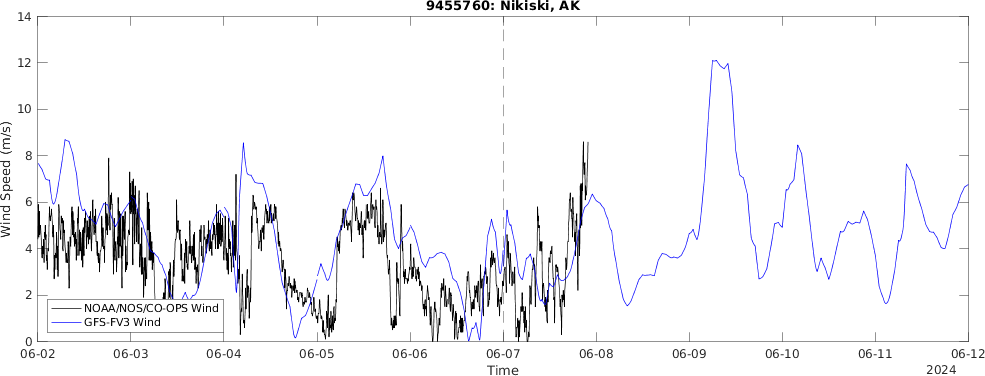 9455760: Nikiski, AK
14
12
10
8
6
4
2
0
Wind Speed (m/s)
NOAA/NOS/CO-OPS Wind
GFS-FV3 Wind
06-02 06-03 06-04 06-05 06-06 06-07 06-08 06-09 06-10 06-11 06-12
Time
2024